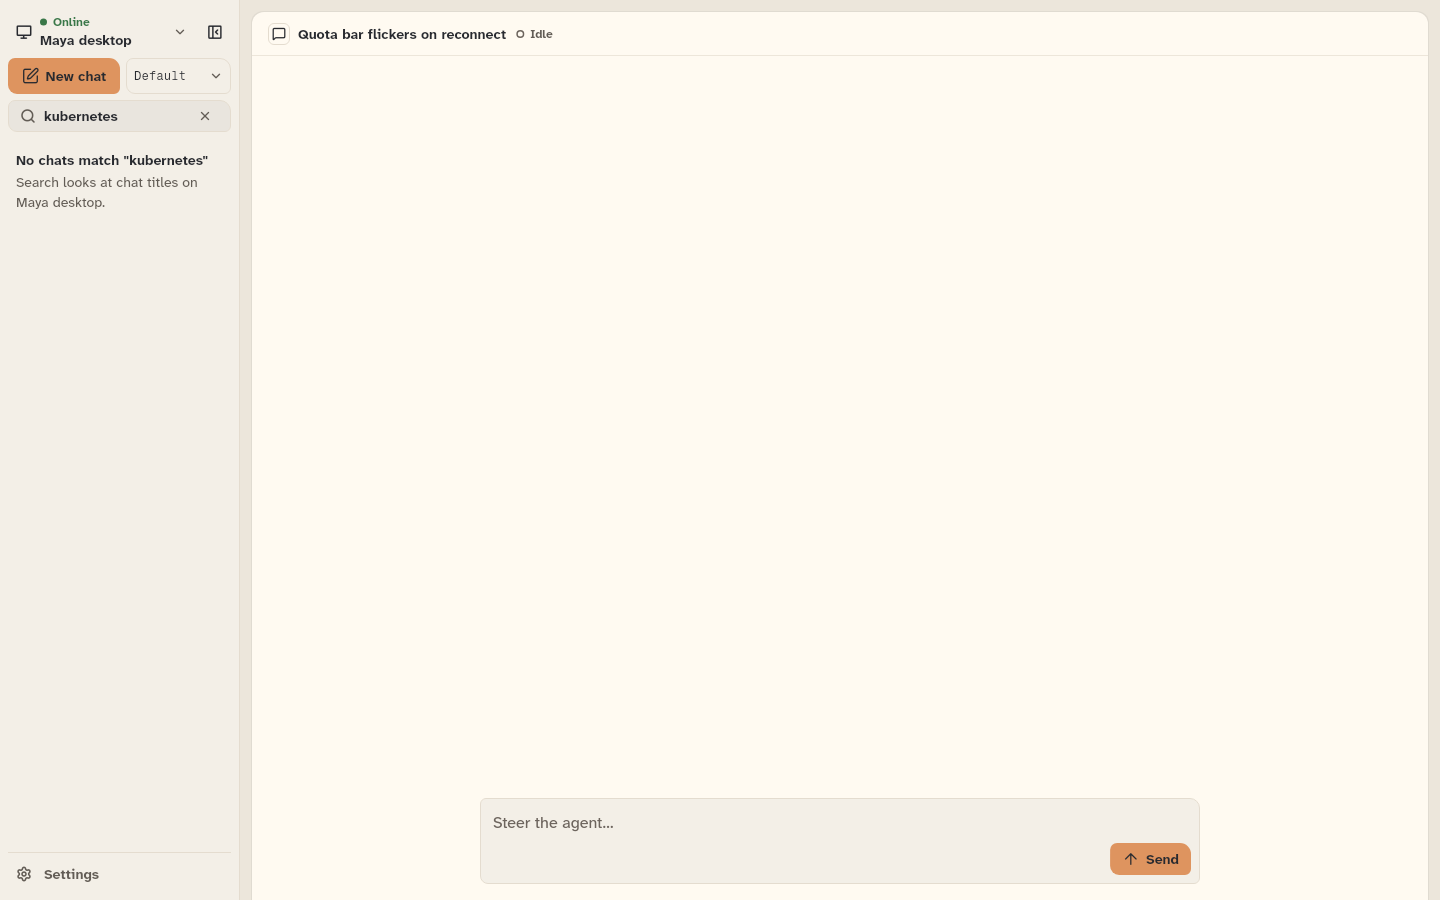 Online
Maya desktop
New chat
Default
kubernetes
No chats match "kubernetes"
Search looks at chat titles on
Maya desktop.
Settings
Quota bar flickers on reconnect
Idle
Steer the agent...
Send